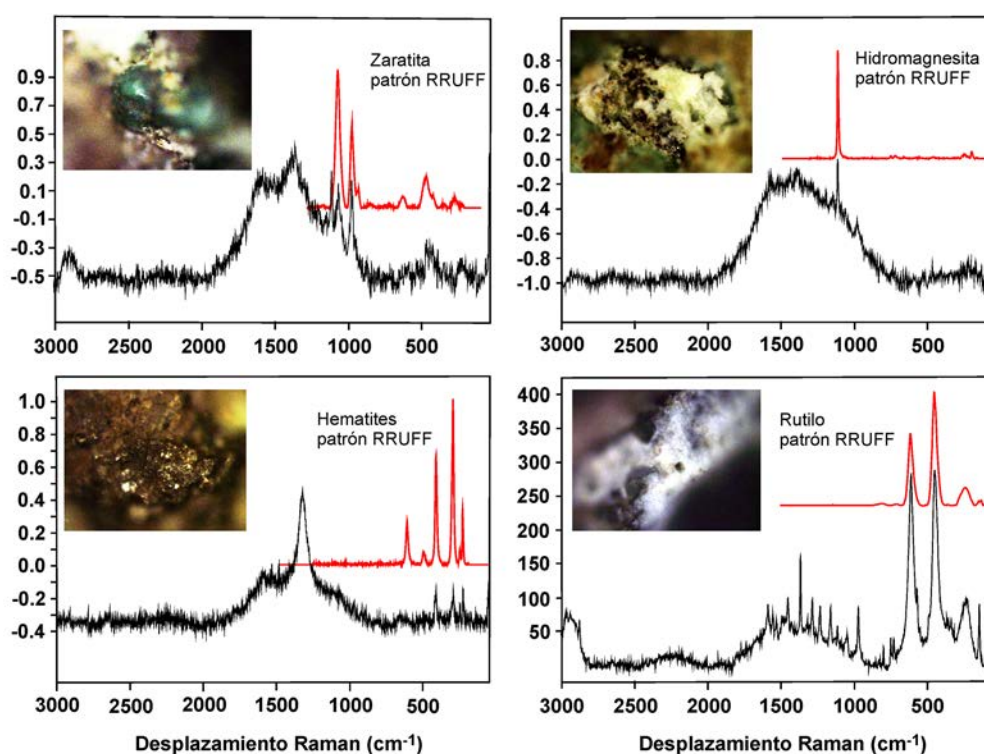 Zaratita
patrón RRUFF
0.9
0.7
0.5
0.3
0.1
-0.1
-0.3
-0.5
3000 2500 2000 1500 1000 500
Hidromagnesita
patrón RRUFF
0.8
0.6
0.4
0.2
0.0
-0.2
-0.4
-0.6
-0.8
-1.0
3000 2500 2000 1500 1000 500
Hematites
patrón RRUFF
1.0
0.8
0.6
0.4
0.2
0.0
-0.2
-0.4
3000 2500 2000 1500 1000 500
Desplazamiento Raman (cm-1)
Rutilo
patrón RRUFF
400
350
300
250
200
150
100
50
3000 2500 2000 1500 1000 500
Desplazamiento Raman (cm-1)